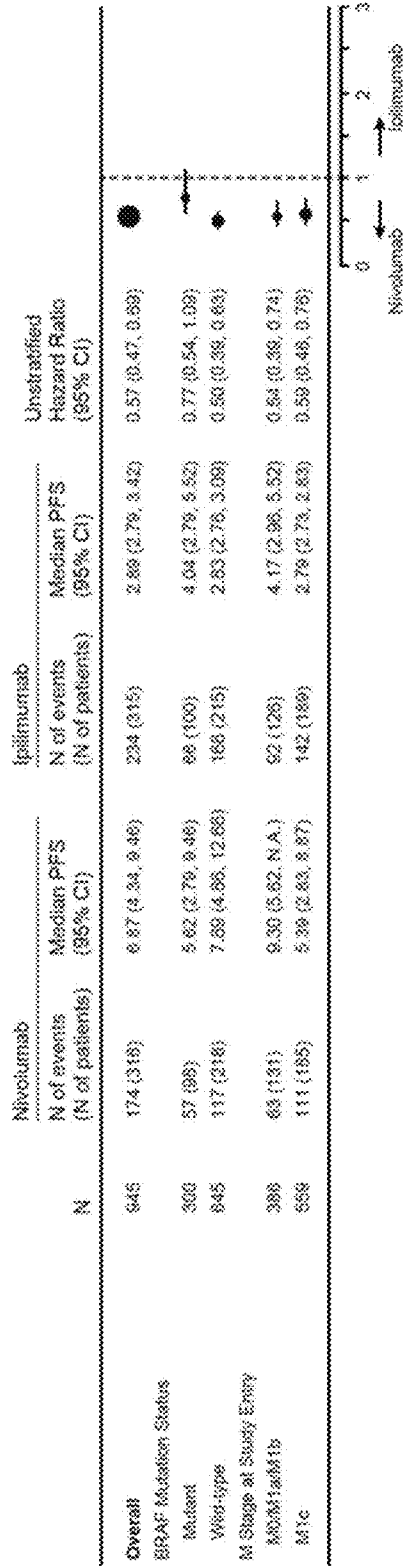 Nivolumab Ipilimumab Unstratified
N of events Median PFS N of events Median PFS Hazard Ratio
N (N of patients) (95% CI) (N of patients) (95% CI) (95% CI)
Overall 945 174 (316) 6.87 (4.34, 9.46) 234 (315) 2.89 (2.79, 3.42) 0.57 (0.47, 0.69)
BRAF Mutation Status
Mutant 300 57 (98) 5.62 (2.79, 9.46) 66 (100) 4.04 (2.79, 5.52) 0.77 (0.54, 1.09)
Wild-type 645 117 (218) 7.89 (4.86, 12.68) 168 (215) 2.83 (2.76, 3.09) 0.50 (0.39, 0.63)
M Stage at Study Entry
M0/M1a/M1b 386 63 (131) 9.30 (5.62, N.A.) 92 (126) 4.17 (2.96, 5.52) 0.54 (0.39, 0.74)
M1c 559 111 (185) 5.39 (2.83, 8.87) 142 (189) 2.79 (2.73, 2.83) 0.59 (0.46, 0.76)
0 1 2 3
Nivolumab Ipilimumab